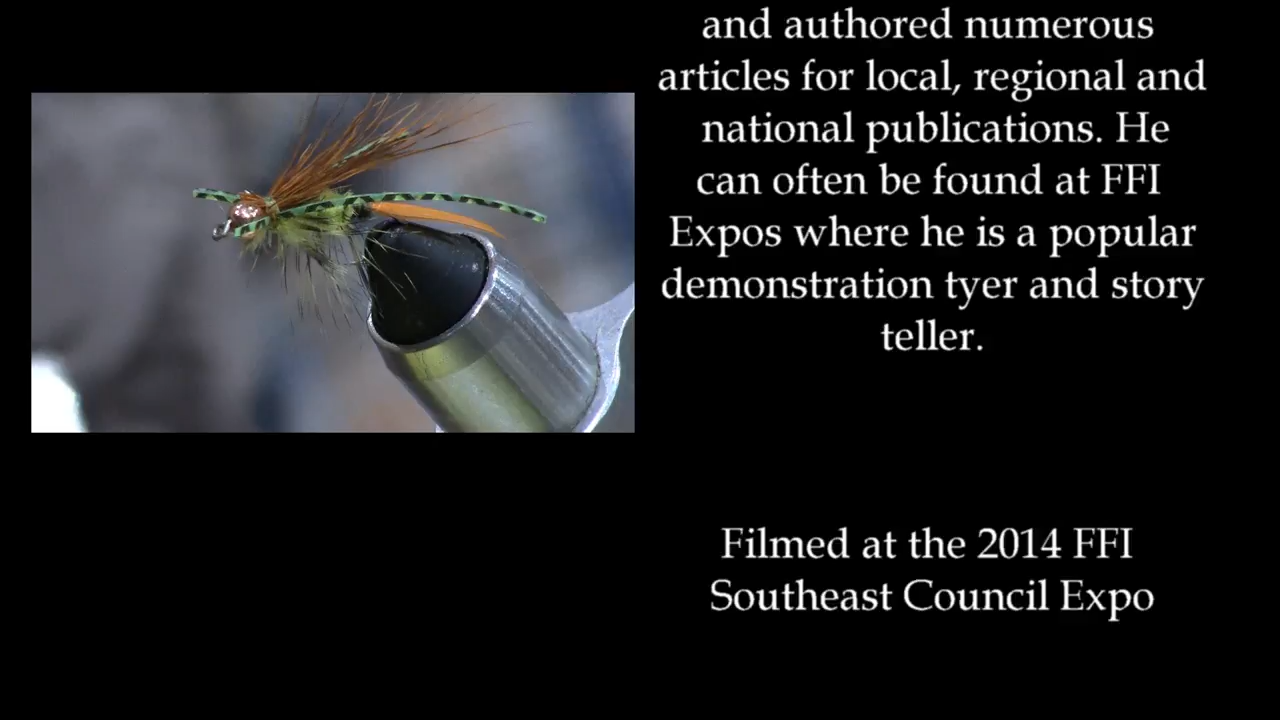 and authored numerous
articles for local, regional and
national publications. He
can often be found at FFI
Expos where he is a popular
demonstration tyer and story
teller.
Filmed at the 2014 FFI
Southeast Council Expo